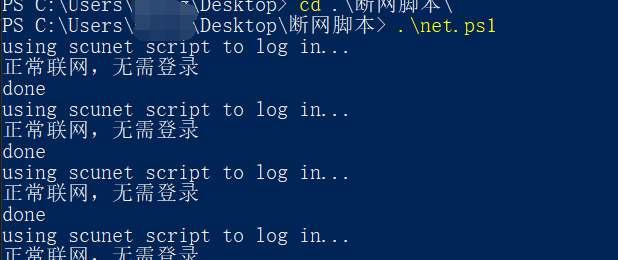 PS C:\Users\ \Desktop> cd .\断网脚本\
PS C:\Users\ \Desktop\断网脚本> .\net.ps1
using scunet script to log in...
正常联网，无需登录
done
using scunet script to log in...
正常联网，无需登录
done
using scunet script to log in...
正常联网，无需登录
done
using scunet script to log in...
正常联网，无需登录